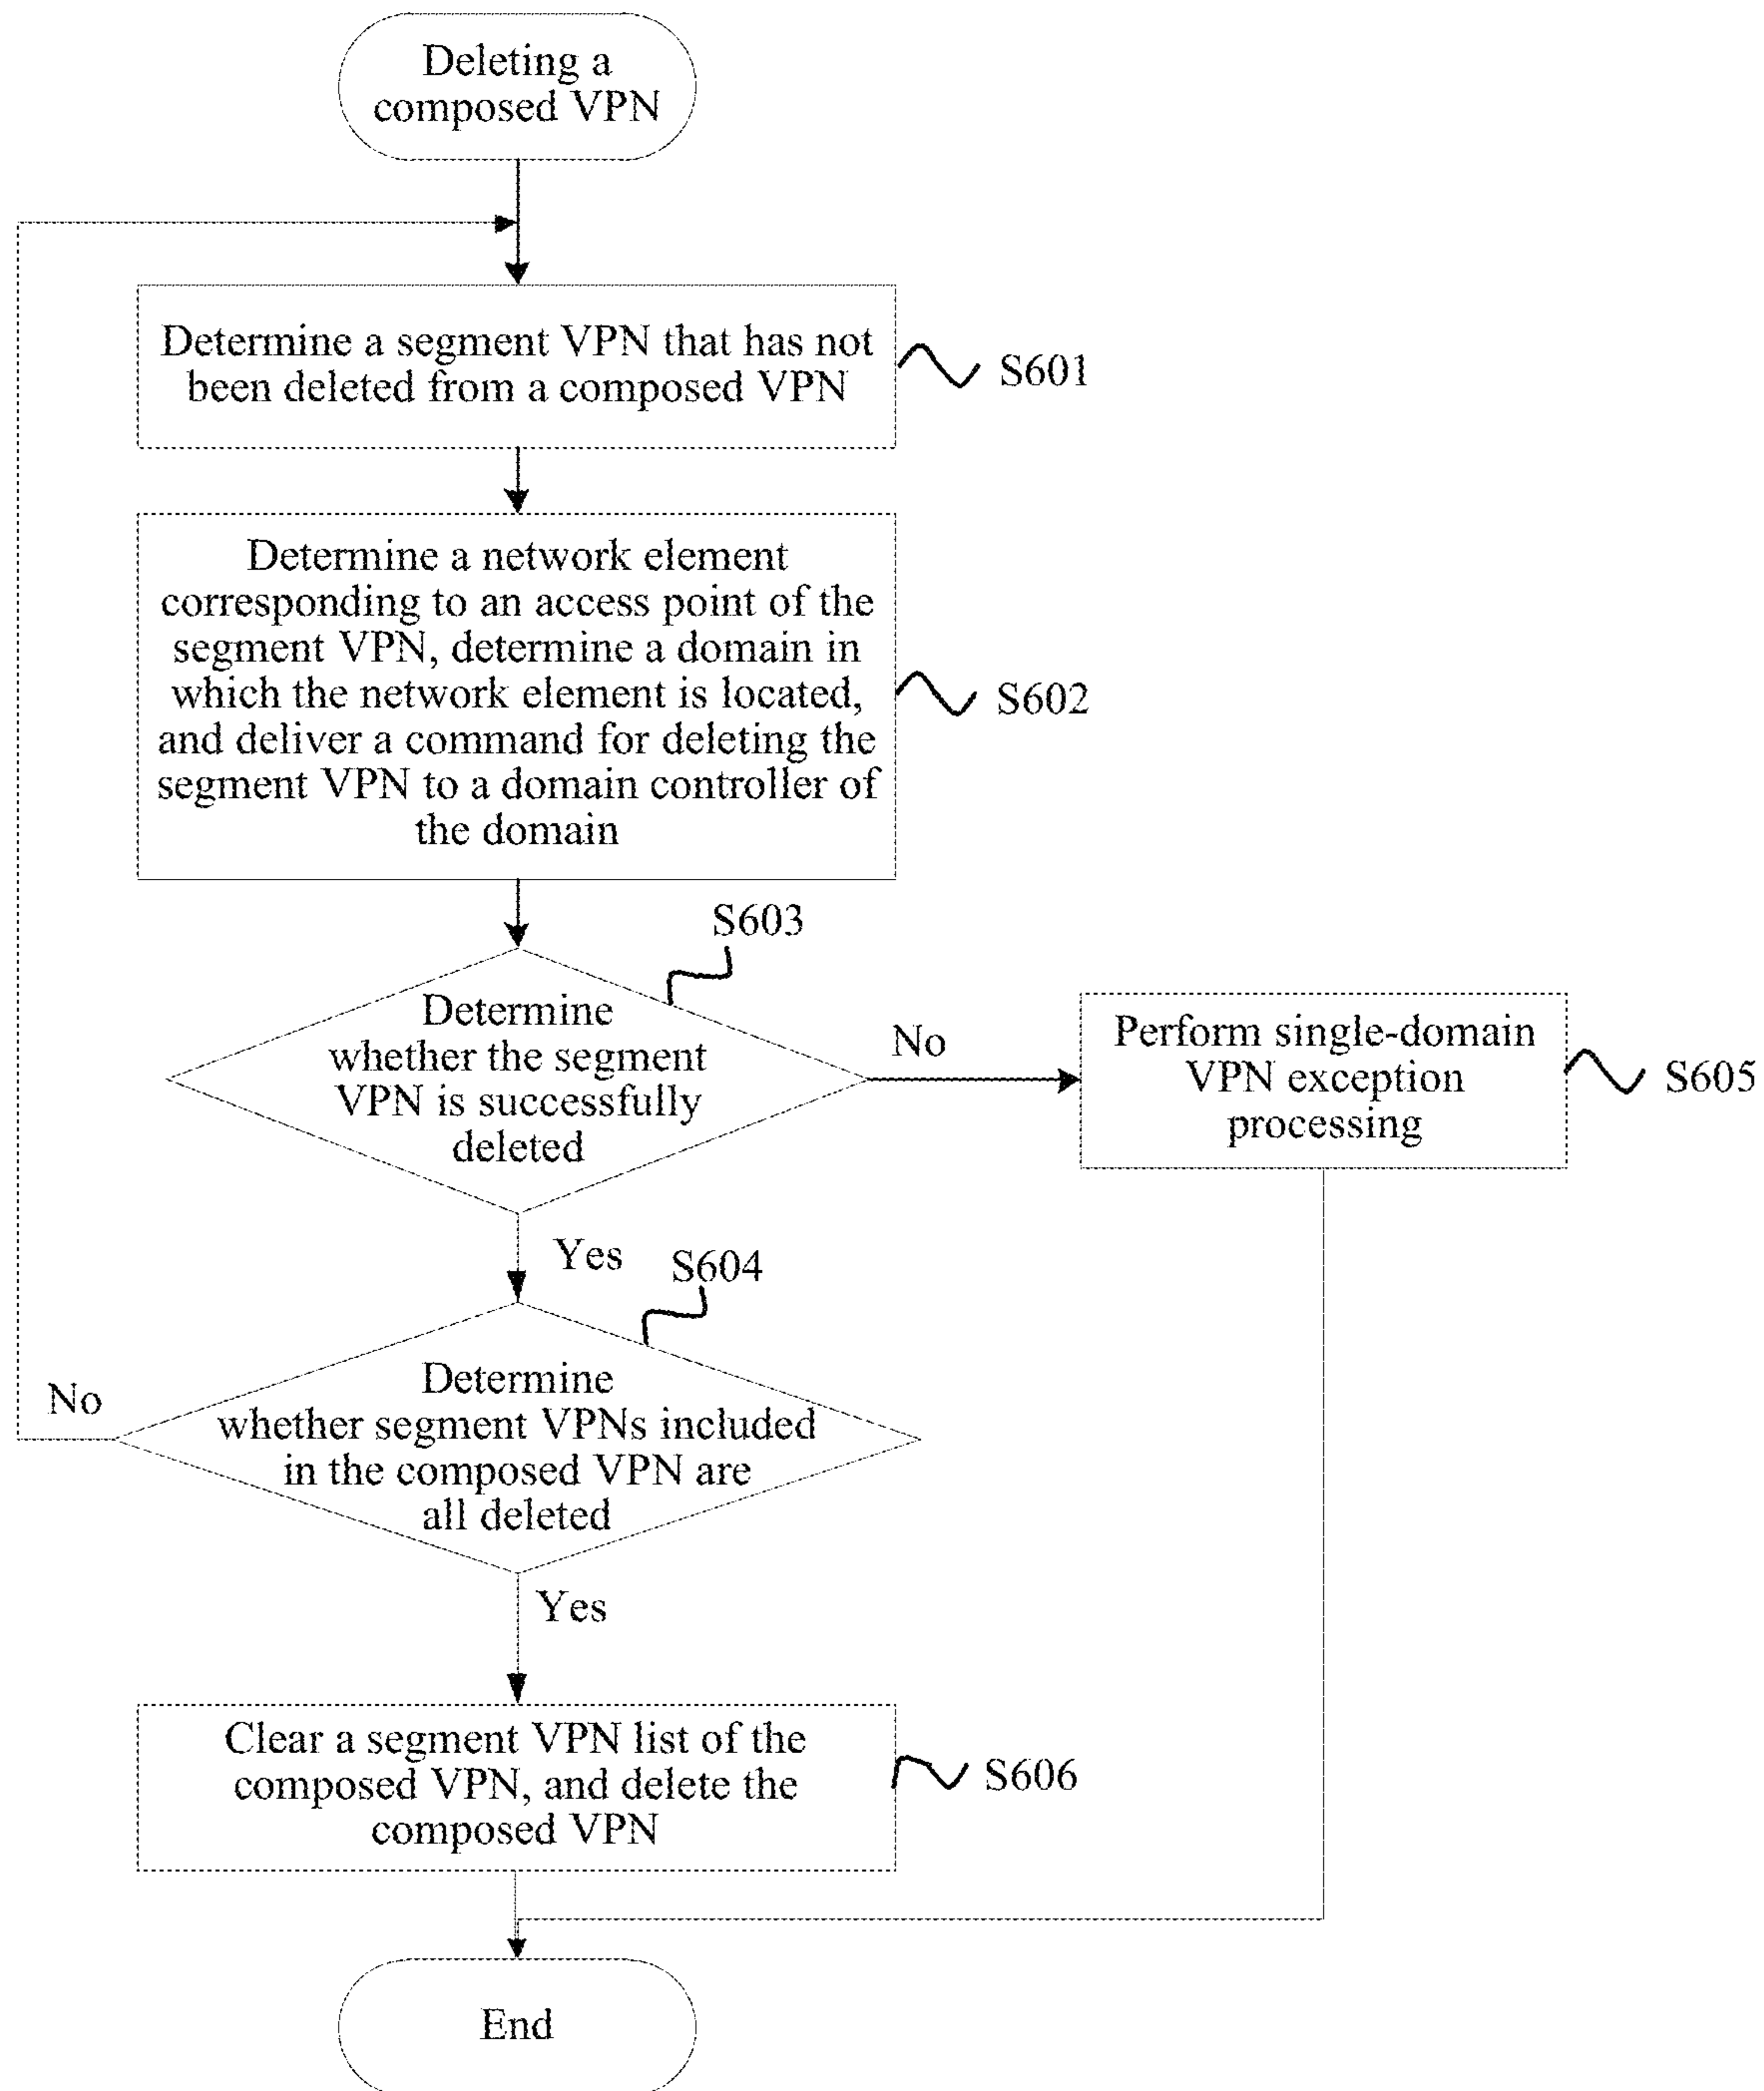 Deleting a
composed VPN
Determine a segment VPN that has not
been deleted from a composed VPN
S601
Determine a network element
corresponding to an access point of the
segment VPN, determine a domain in
which the network element is located,
and deliver a command for deleting the
segment VPN to a domain controller of
the domain
S602
S603
Determine
whether the segment
VPN is successfully
deleted
No
Perform single-domain
VPN exception
processing
S605
Yes
S604
Determine
whether segment VPNs included
in the composed VPN are
all deleted
No
Yes
Clear a segment VPN list of the
composed VPN, and delete the
composed VPN
S606
End